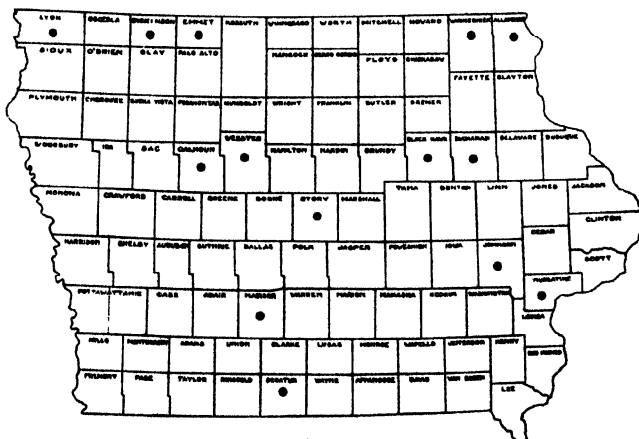 LYON OSCEOLA DICKINSON EMMET KOSSUTH WINNEBAGO WORTH MITCHELL HOWARD WINNESHIEK ALLAMAKEE
SIOUX O'BRIEN CLAY PALO ALTO HANCOCK CERRO GORDO FLOYD CHICKASAW
FAYETTE CLAYTON
PLYMOUTH CHEROKEE BUENA VISTA POCAHONTAS HUMBOLDT WRIGHT FRANKLIN BUTLER BREMER
WOODBURY IDA SAC CALHOUN WEBSTER HAMILTON HARDIN GRUNDY BLACK HAWK BUCHANAN DELAWARE DUBUQUE
MONONA CRAWFORD CARROLL GREENE BOONE STORY MARSHALL TAMA BENTON LINN JONES JACKSON
CLINTON
CEDAR
HARRISON SHELBY AUDUBON GUTHRIE DALLAS POLK JASPER POWESHIEK IOWA JOHNSON SCOTT
MUSCATINE
POTTAWATTAMIE CASS ADAIR MADISON WARREN MARION MAHASKA KEOKUK WASHINGTON
LOUISA
MILLS MONTGOMERY ADAMS UNION CLARKE LUCAS MONROE WAPELLO JEFFERSON HENRY
DES MOINES
FREMONT PAGE TAYLOR RINGGOLD DECATUR WAYNE APPANOOSE DAVIS VAN BUREN
LEE